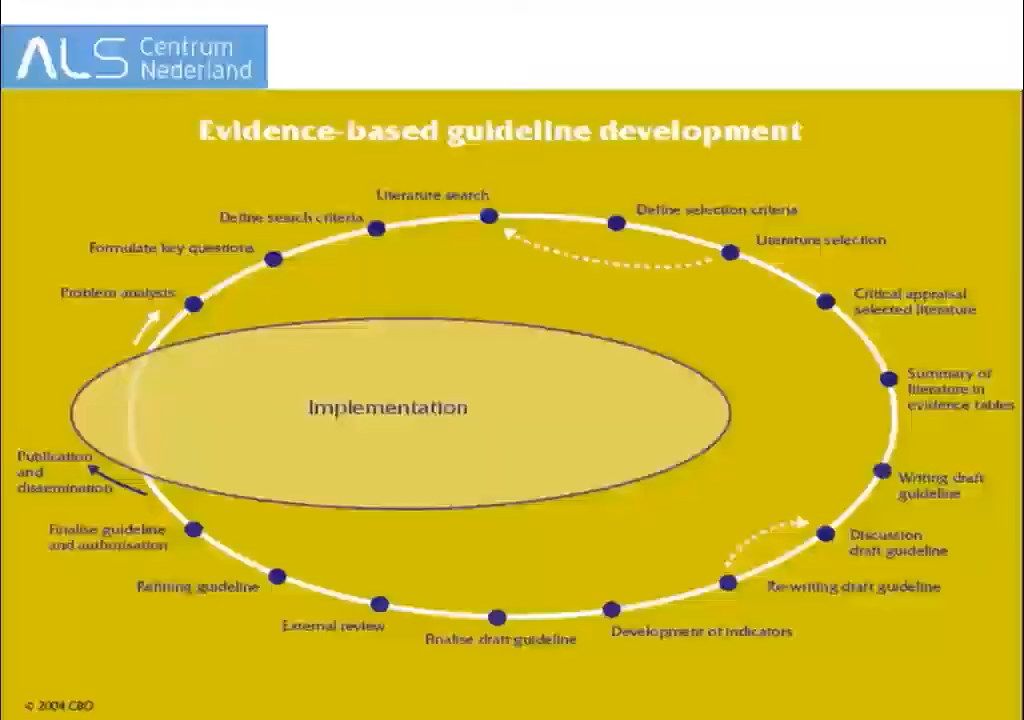 ALS Centrum
Nederland
Evidence-based guideline development
Literature search
Define search criteria
Define selection criteria
Formulate key questions
Literature selection
Problem analysis
Critical appraisal
selected literature
Summary of
literature in
evidence tables
Implementation
Publication
and
dissemination
Writing draft
guideline
Finalise guideline
and authorisation
Discussion
draft guideline
Refining guideline
Re-writing draft guideline
External review
Finalise draft guideline
Development of indicators
© 2004 CBO